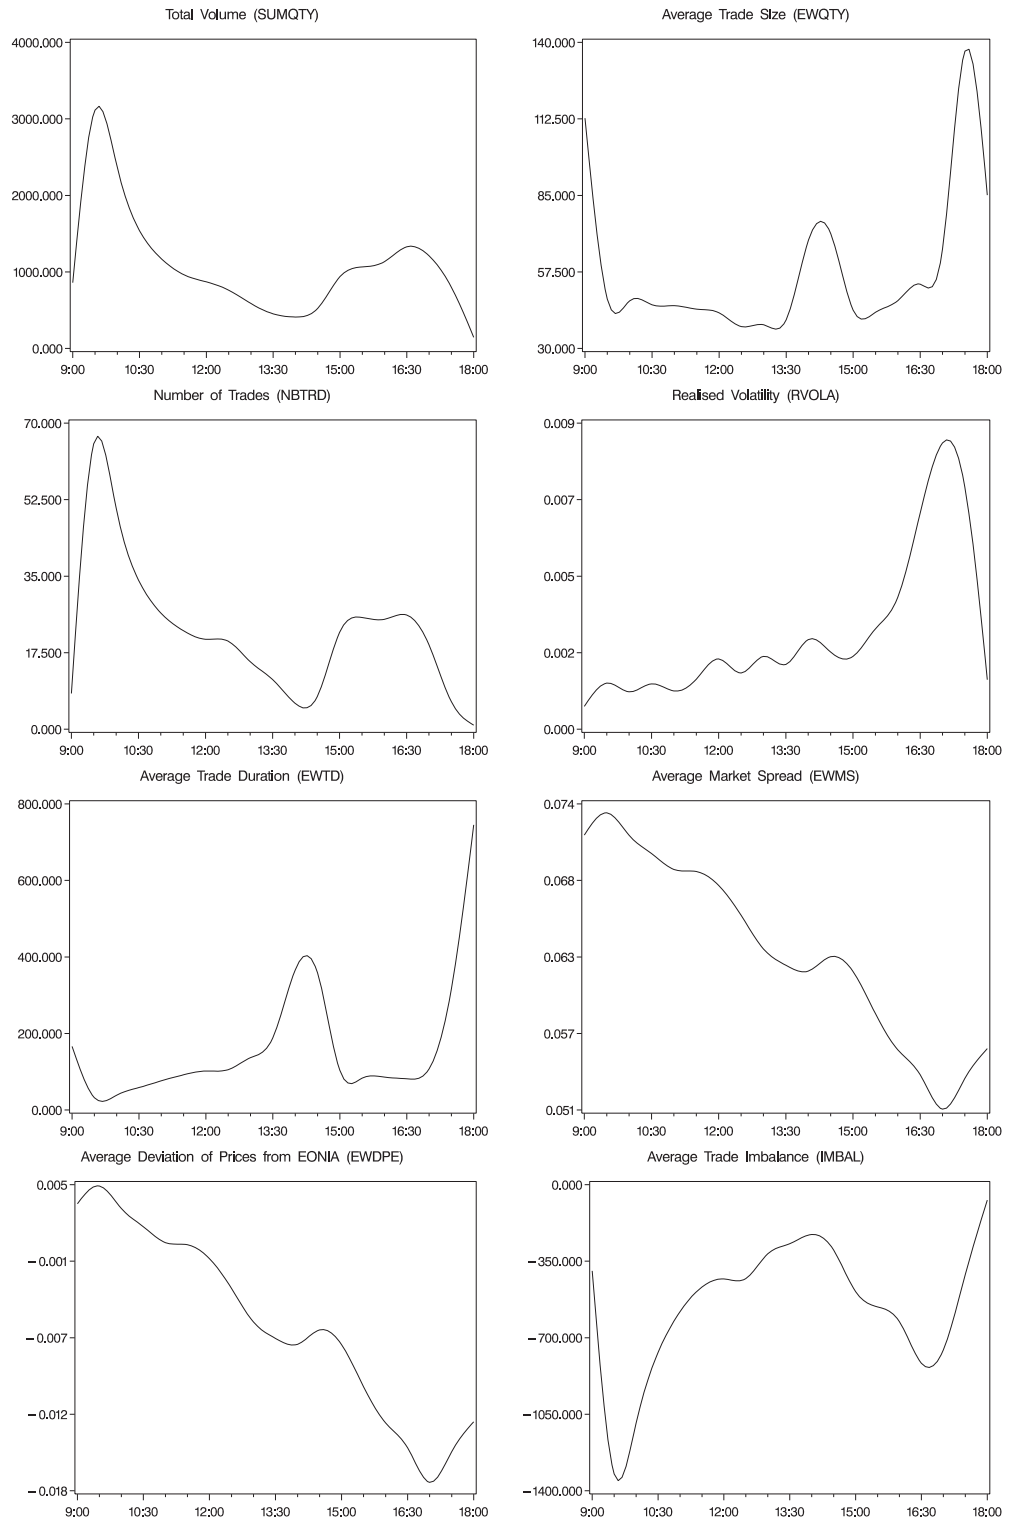 Total Volume (SUMQTY)
4000.000
3000.000
2000.000
1000.000
0.000
9:00 10:30 12:00 13:30 15:00 16:30 18:00
Average Trade Size (EWQTY)
140.000
112.500
85.000
57.500
30.000
9:00 10:30 12:00 13:30 15:00 16:30 18:00
Number of Trades (NBTRD)
70.000
52.500
35.000
17.500
0.000
9:00 10:30 12:00 13:30 15:00 16:30 18:00
Realised Volatility (RVOLA)
0.009
0.007
0.005
0.002
0.000
9:00 10:30 12:00 13:30 15:00 16:30 18:00
Average Trade Duration (EWTD)
800.000
600.000
400.000
200.000
0.000
9:00 10:30 12:00 13:30 15:00 16:30 18:00
Average Market Spread (EWMS)
0.074
0.068
0.063
0.057
0.051
9:00 10:30 12:00 13:30 15:00 16:30 18:00
Average Deviation of Prices from EONIA (EWDPE)
0.005
−0.001
−0.007
−0.012
−0.018
9:00 10:30 12:00 13:30 15:00 16:30 18:00
Average Trade Imbalance (IMBAL)
0.000
−350.000
−700.000
−1050.000
−1400.000
9:00 10:30 12:00 13:30 15:00 16:30 18:00